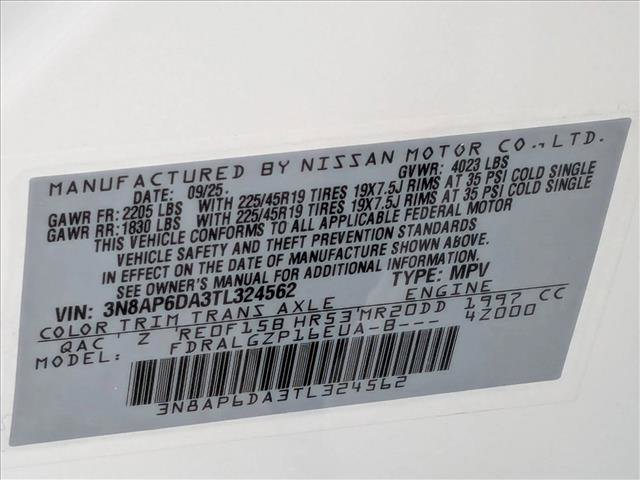 MANUFACTURED BY NISSAN MOTOR CO.,LTD.
DATE: 09/25. GVWR: 4023 LBS
GAWR FR: 2205 LBS WITH 225/45R19 TIRES 19X7.5J RIMS AT 35 PSI COLD SINGLE
GAWR RR: 1830 LBS WITH 225/45R19 TIRES 19X7.5J RIMS AT 35 PSI COLD SINGLE
THIS VEHICLE CONFORMS TO ALL APPLICABLE FEDERAL MOTOR
VEHICLE SAFETY AND THEFT PREVENTION STANDARDS
IN EFFECT ON THE DATE OF MANUFACTURE SHOWN ABOVE.
SEE OWNER'S MANUAL FOR ADDITIONAL INFORMATION.
VIN: 3N8AP6DA3TL324562 TYPE: MPV
COLOR TRIM TRANS AXLE ENGINE
QAC Z RE0F15B HR53 MR20DD 1997 CC
MODEL: FDRALGZP16EUA-B--- 4Z000
3N8AP6DA3TL324562